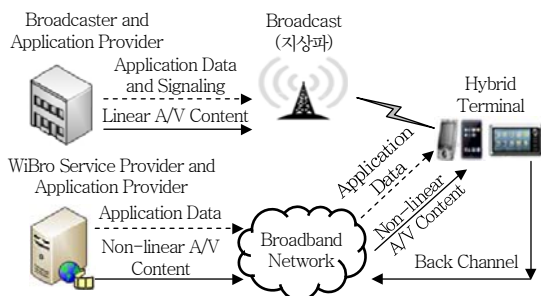 Broadcaster and
Application Provider
Broadcast
(지상파)
Application Data
and Signaling
Linear A/V Content
Hybrid
Terminal
WiBro Service Provider and
Application Provider
Application Data
Non-linear A/V
Content
Broadband
Network
Application
Data
Non-linear
A/V Content
Back Channel